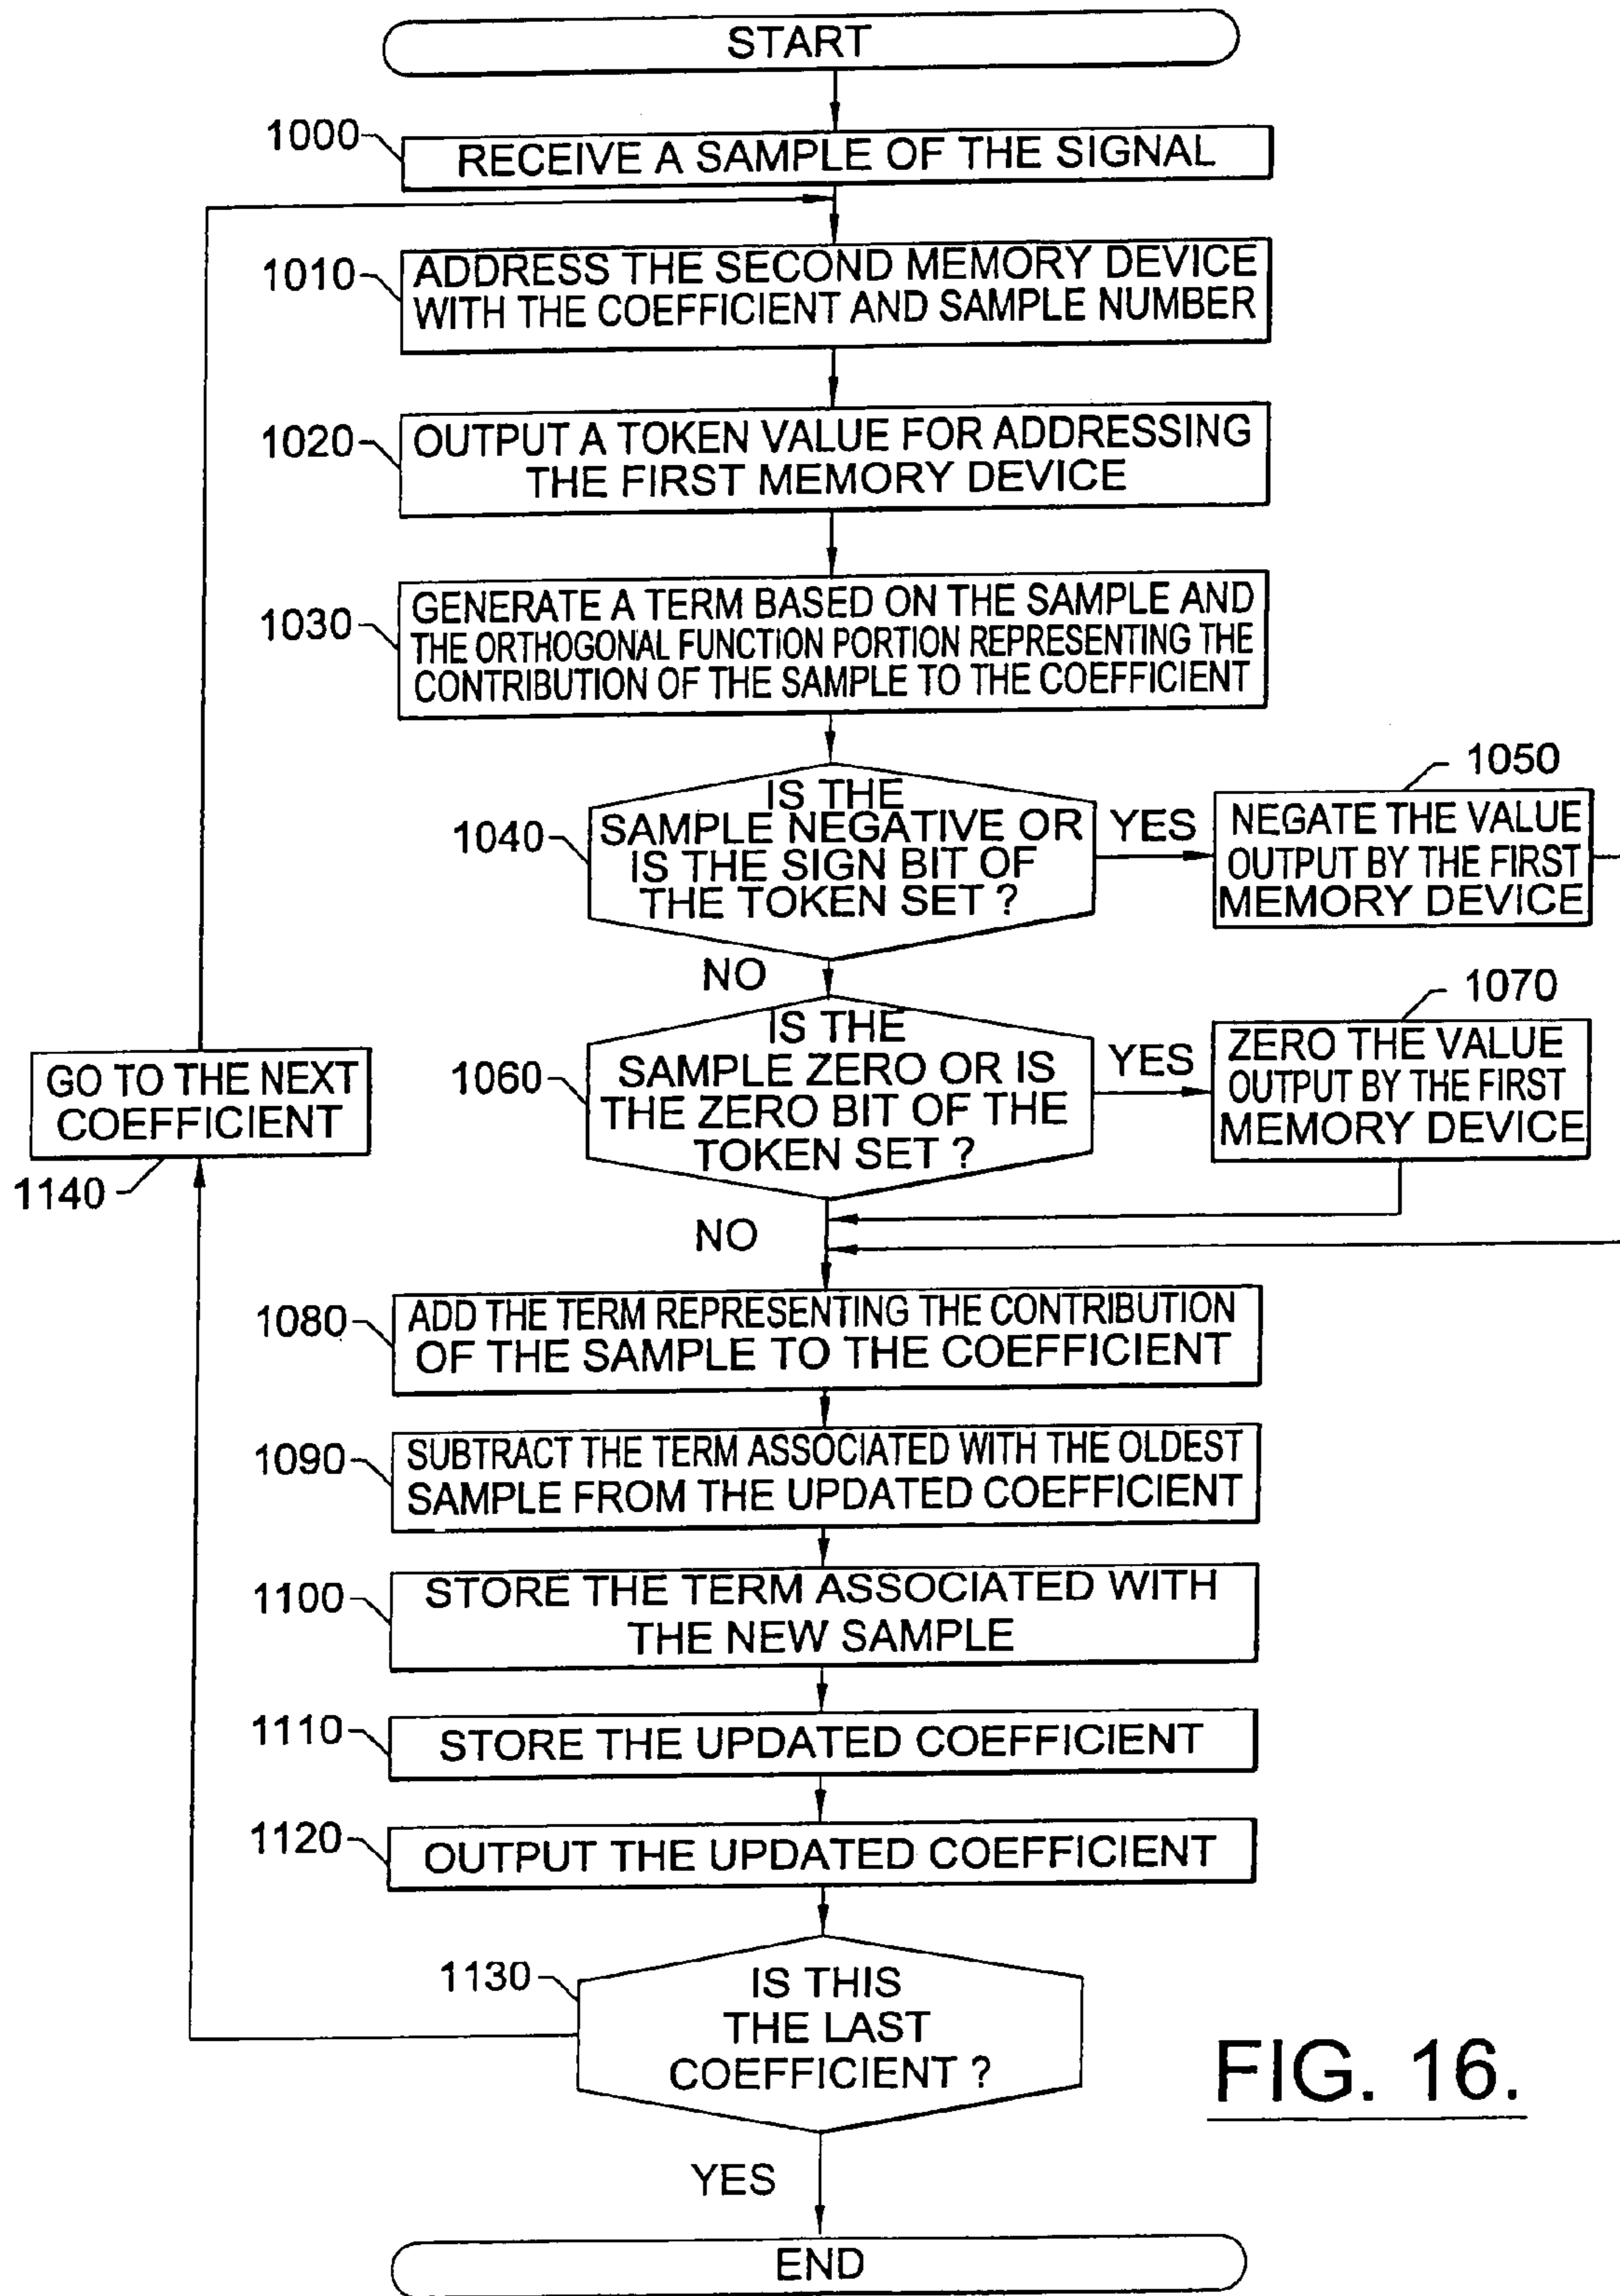 START
1000
RECEIVE A SAMPLE OF THE SIGNAL
1010
ADDRESS THE SECOND MEMORY DEVICE
WITH THE COEFFICIENT AND SAMPLE NUMBER
1020
OUTPUT A TOKEN VALUE FOR ADDRESSING
THE FIRST MEMORY DEVICE
1030
GENERATE A TERM BASED ON THE SAMPLE AND
THE ORTHOGONAL FUNCTION PORTION REPRESENTING THE
CONTRIBUTION OF THE SAMPLE TO THE COEFFICIENT
1040
IS THE
SAMPLE NEGATIVE OR
IS THE SIGN BIT OF
THE TOKEN SET ?
YES
1050
NEGATE THE VALUE
OUTPUT BY THE FIRST
MEMORY DEVICE
NO
1060
IS THE
SAMPLE ZERO OR IS
THE ZERO BIT OF THE
TOKEN SET ?
YES
1070
ZERO THE VALUE
OUTPUT BY THE FIRST
MEMORY DEVICE
GO TO THE NEXT
COEFFICIENT
1140
NO
1080
ADD THE TERM REPRESENTING THE CONTRIBUTION
OF THE SAMPLE TO THE COEFFICIENT
1090
SUBTRACT THE TERM ASSOCIATED WITH THE OLDEST
SAMPLE FROM THE UPDATED COEFFICIENT
1100
STORE THE TERM ASSOCIATED WITH
THE NEW SAMPLE
1110
STORE THE UPDATED COEFFICIENT
1120
OUTPUT THE UPDATED COEFFICIENT
1130
IS THIS
THE LAST
COEFFICIENT ?
YES
END
FIG. 16.